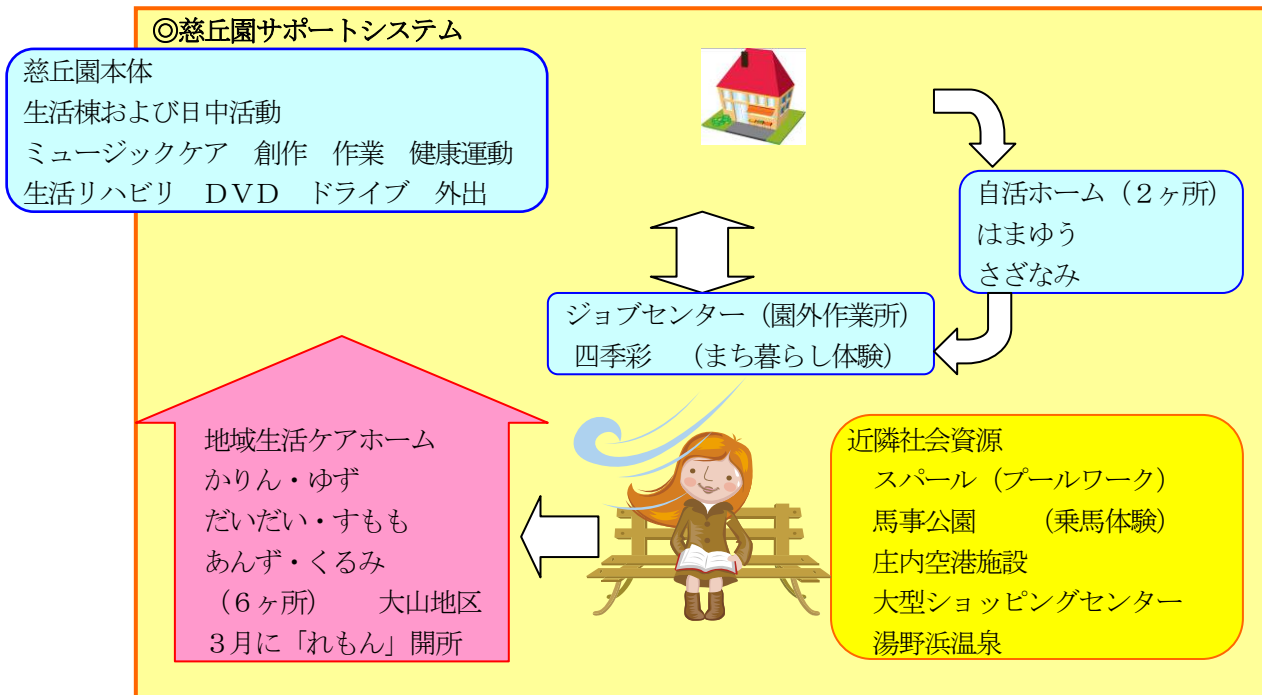 ◎慈丘園サポートシステム
慈丘園本体
生活棟および日中活動
ミュージックケア　創作　作業　健康運動
生活リハビリ　ＤＶＤ　ドライブ　外出
自活ホーム（２ヶ所）
はまゆう
さざなみ
ジョブセンター（園外作業所）
四季彩　（まち暮らし体験）
地域生活ケアホーム
かりん・ゆず
だいだい・すもも
あんず・くるみ
（６ヶ所）　　大山地区
３月に「れもん」開所
近隣社会資源
スパール（プールワーク）
馬事公園　　　（乗馬体験）
庄内空港施設
大型ショッピングセンター
湯野浜温泉